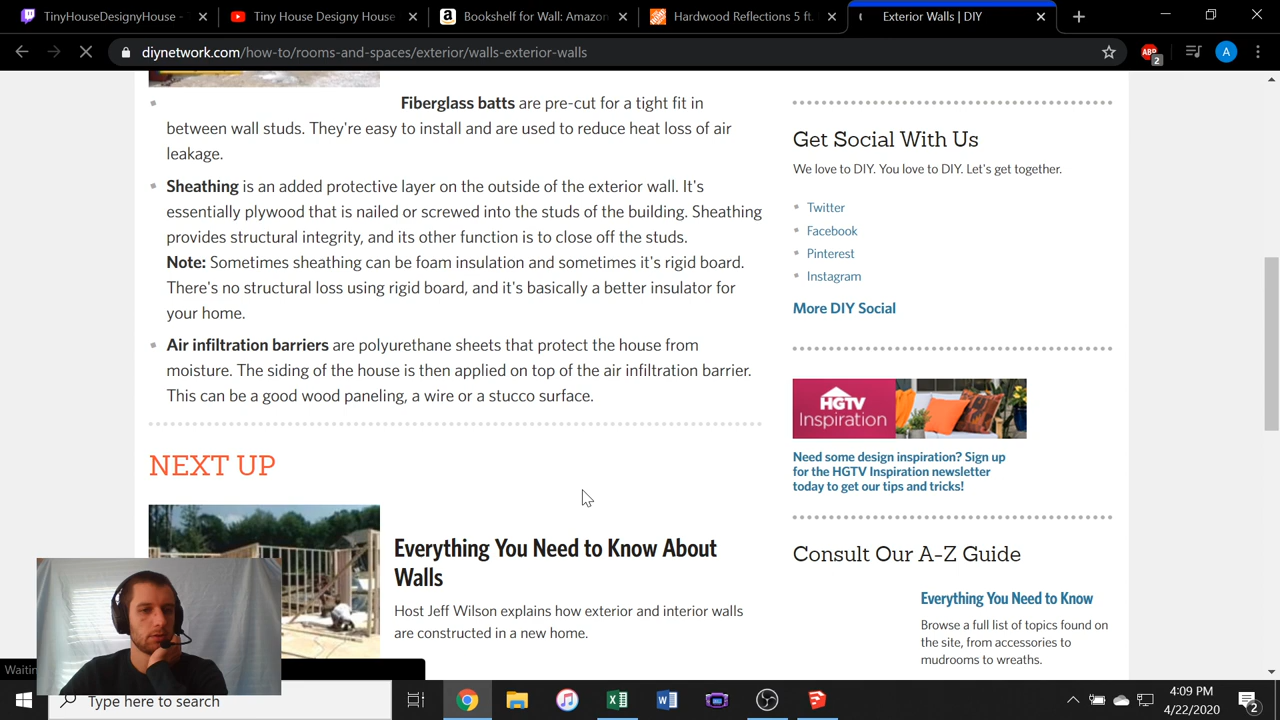 TinyHouseDesignyHouse -
Tiny House Designy House
Bookshelf for Wall: Amazon
Hardwood Reflections 5 ft.
Exterior Walls | DIY
diynetwork.com/how-to/rooms-and-spaces/exterior/walls-exterior-walls
ABP
2
A
Fiberglass batts are pre-cut for a tight fit in
between wall studs. They're easy to install and are used to reduce heat loss of air
leakage.
Sheathing is an added protective layer on the outside of the exterior wall. It's
essentially plywood that is nailed or screwed into the studs of the building. Sheathing
provides structural integrity, and its other function is to close off the studs.
Note: Sometimes sheathing can be foam insulation and sometimes it's rigid board.
There's no structural loss using rigid board, and it's basically a better insulator for
your home.
Air infiltration barriers are polyurethane sheets that protect the house from
moisture. The siding of the house is then applied on top of the air infiltration barrier.
This can be a good wood paneling, a wire or a stucco surface.
NEXT UP
Everything You Need to Know About
Walls
Host Jeff Wilson explains how exterior and interior walls
are constructed in a new home.
Get Social With Us
We love to DIY. You love to DIY. Let's get together.
Twitter
Facebook
Pinterest
Instagram
More DIY Social
HGTV
Inspiration
Need some design inspiration? Sign up
for the HGTV Inspiration newsletter
today to get our tips and tricks!
Consult Our A-Z Guide
Everything You Need to Know
Browse a full list of topics found on
the site, from accessories to
mudrooms to wreaths.
Type here to search
4:09 PM
4/22/2020
2